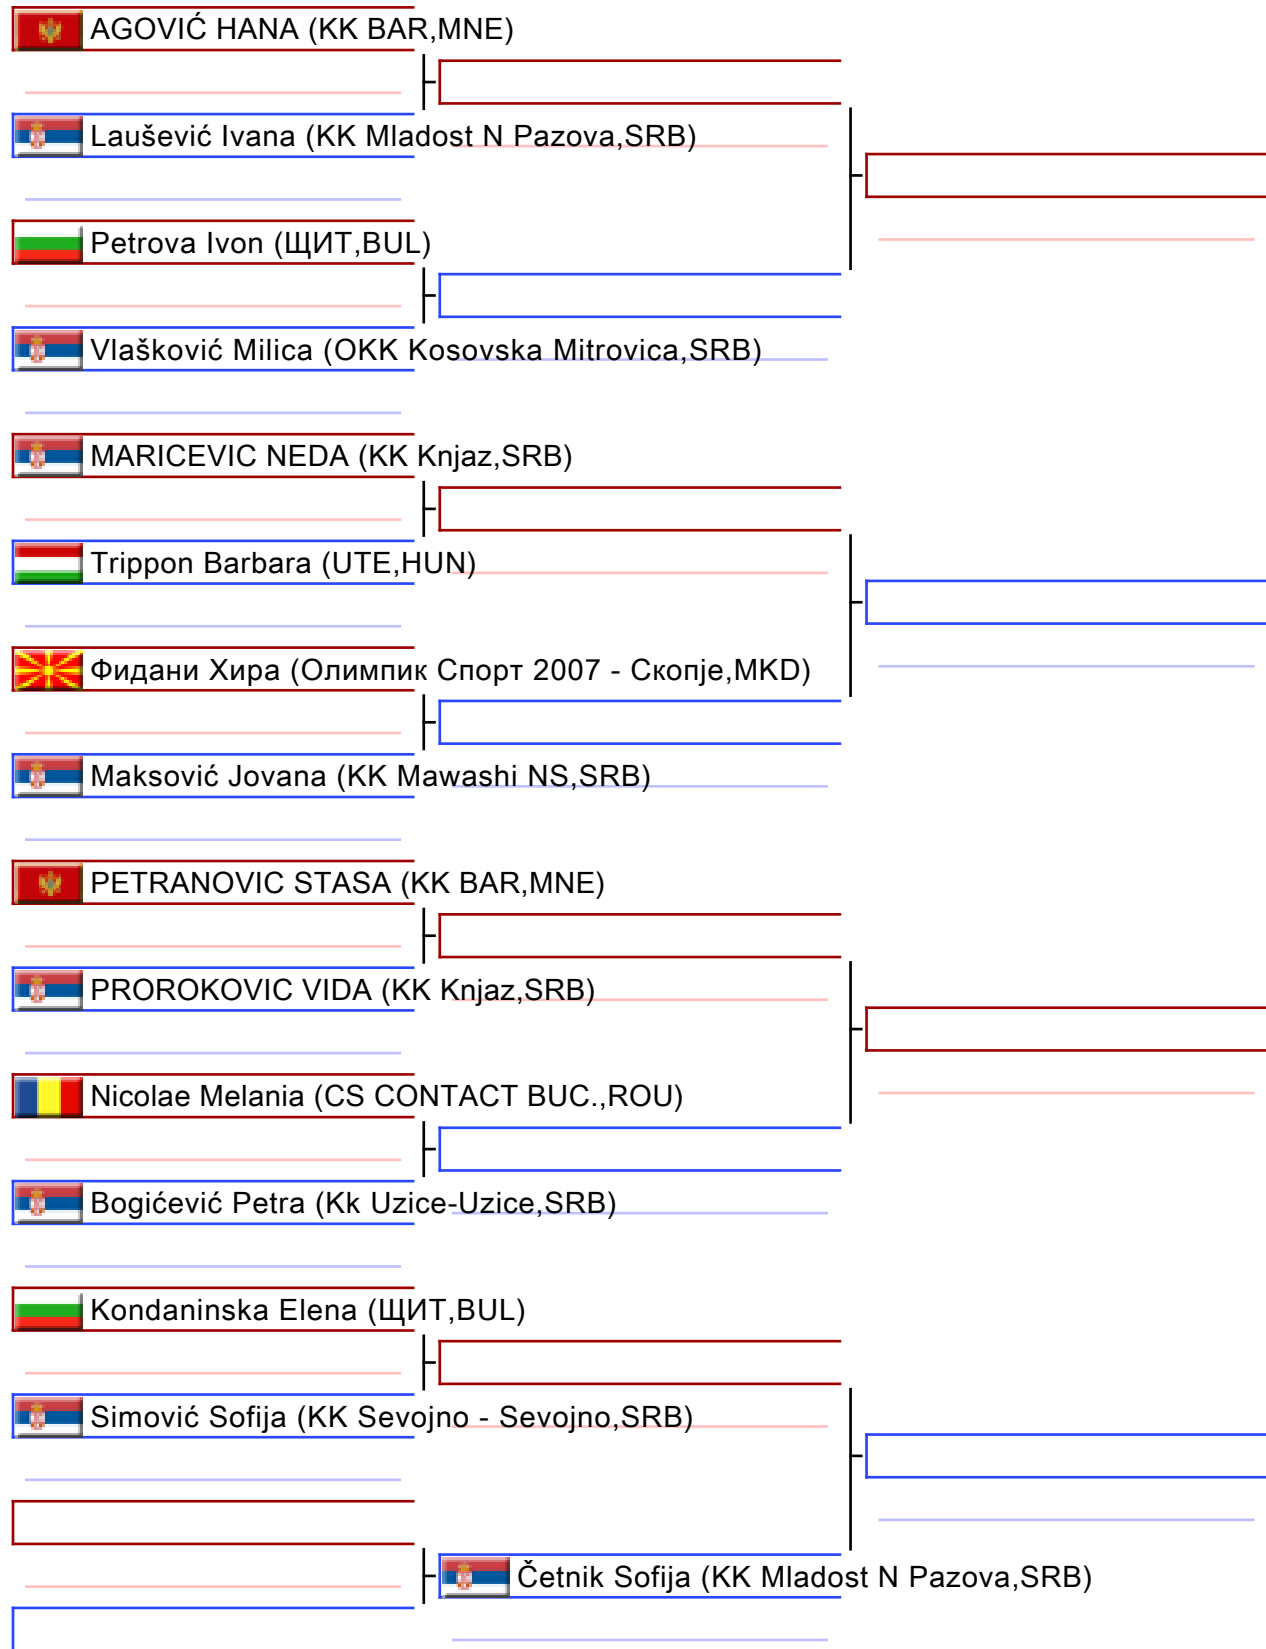 AGOVIĆ HANA (KK BAR,MNE)
Laušević Ivana (KK Mladost N Pazova,SRB)
Petrova Ivon (ЩИТ,BUL)
Vlašković Milica (OKK Kosovska Mitrovica,SRB)
MARICEVIC NEDA (KK Knjaz,SRB)
Trippon Barbara (UTE,HUN)
Фидани Хира (Олимпик Спорт 2007 - Скопје,MKD)
Maksović Jovana (KK Mawashi NS,SRB)
PETRANOVIC STASA (KK BAR,MNE)
PROROKOVIC VIDA (KK Knjaz,SRB)
Nicolae Melania (CS CONTACT BUC.,ROU)
Bogićević Petra (Kk Uzice-Uzice,SRB)
Kondaninska Elena (ЩИТ,BUL)
Simović Sofija (KK Sevojno - Sevojno,SRB)
Četnik Sofija (KK Mladost N Pazova,SRB)